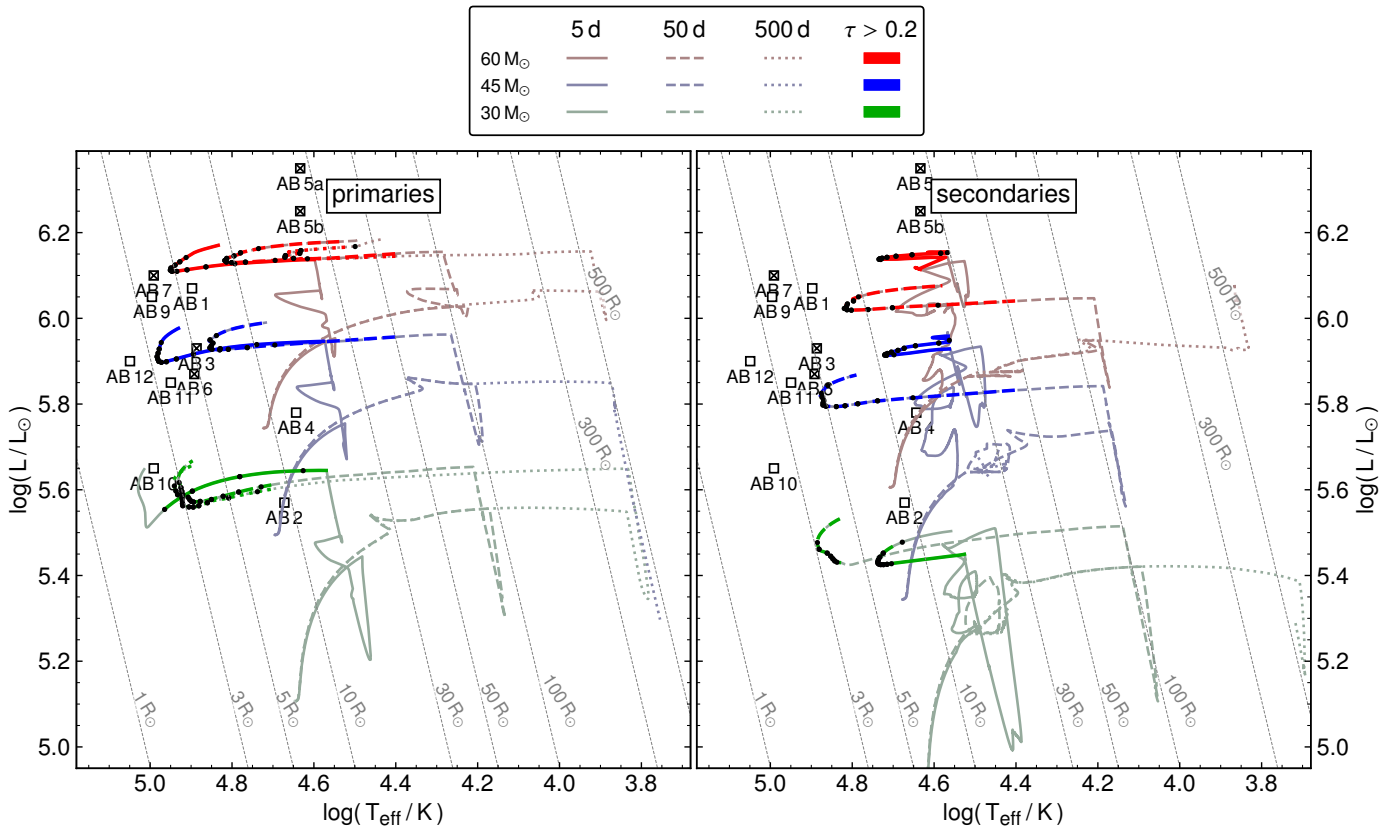 5 d 50 d 500 d τ > 0.2
60 M⊙
45 M⊙
30 M⊙
primaries
AB 5a
AB 5b
AB 7
AB 1
AB 9
AB 3
AB 12
AB 11
AB 6
AB 4
AB 10
AB 2
500 R⊙
300 R⊙
1 R⊙
3 R⊙
5 R⊙
10 R⊙
30 R⊙
50 R⊙
100 R⊙
log( L / L⊙)
6.2
6.0
5.8
5.6
5.4
5.2
5.0
5.0 4.8 4.6 4.4 4.2 4.0 3.8
log( Teff / K )
secondaries
AB 5
AB 5b
AB 7
AB 1
AB 9
AB 3
AB 12
AB 11
AB 4
AB 10
AB 2
500 R⊙
300 R⊙
1 R⊙
3 R⊙
5 R⊙
10 R⊙
30 R⊙
50 R⊙
100 R⊙
6.2
6.0
5.8
5.6
5.4
5.2
5.0
log( L / L⊙)
5.0 4.8 4.6 4.4 4.2 4.0 3.8
log( Teff / K )